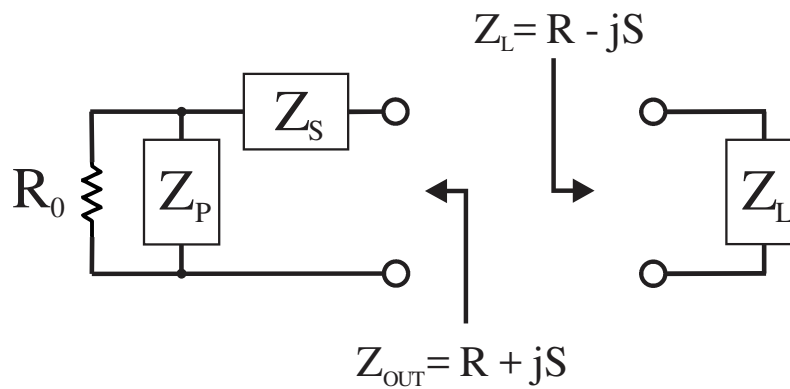 Z_L = R - jS
Z_S
R_0
Z_P
Z_L
Z_OUT = R + jS